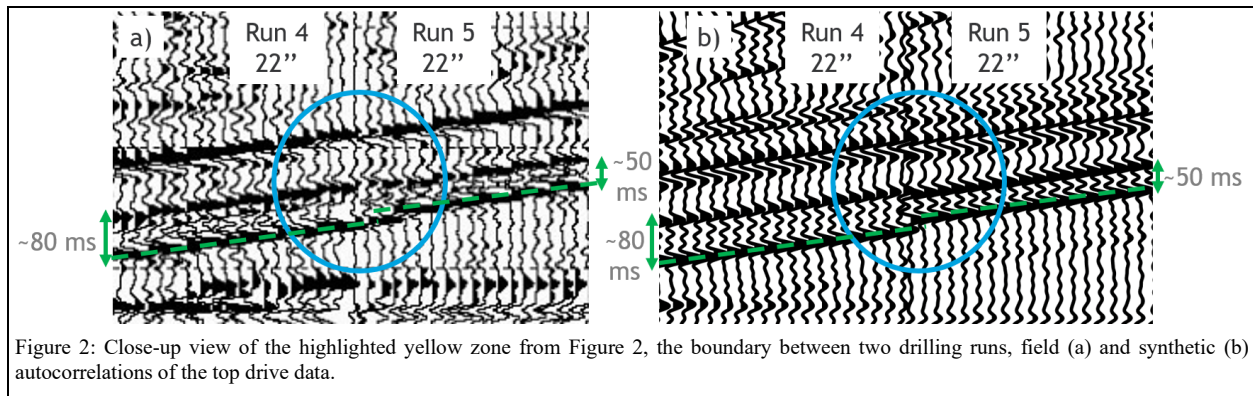 a)
Run 4
22’’
Run 5
22’’
~50
ms
~80 ms
b)
Run 4
22’’
Run 5
22’’
~50 ms
~80
ms
Figure 2: Close-up view of the highlighted yellow zone from Figure 2, the boundary between two drilling runs, field (a) and synthetic (b)
autocorrelations of the top drive data.